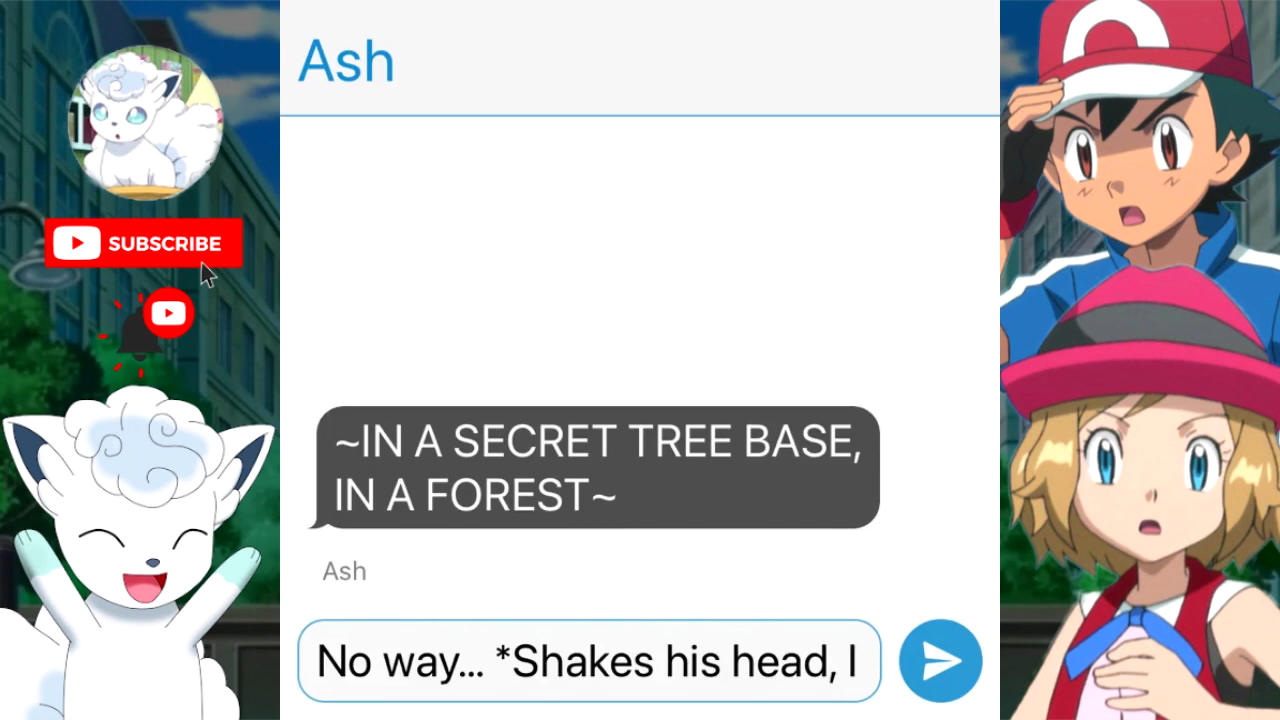 Ash
SUBSCRIBE
~IN A SECRET TREE BASE,
IN A FOREST~
Ash
No way... *Shakes his head, I